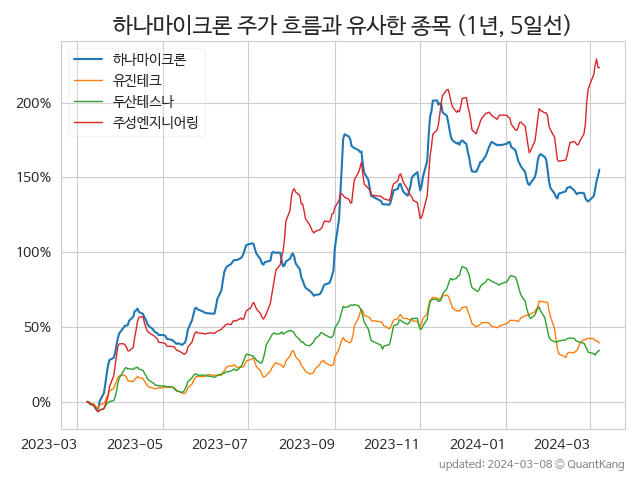 하나마이크론 주가 흐름과 유사한 종목 (1년, 5일선)
하나마이크론
유진테크
두산테스나
주성엔지니어링
200%
150%
100%
50%
0%
2023-03 2023-05 2023-07 2023-09 2023-11 2024-01 2024-03
updated: 2024-03-08 © QuantKang